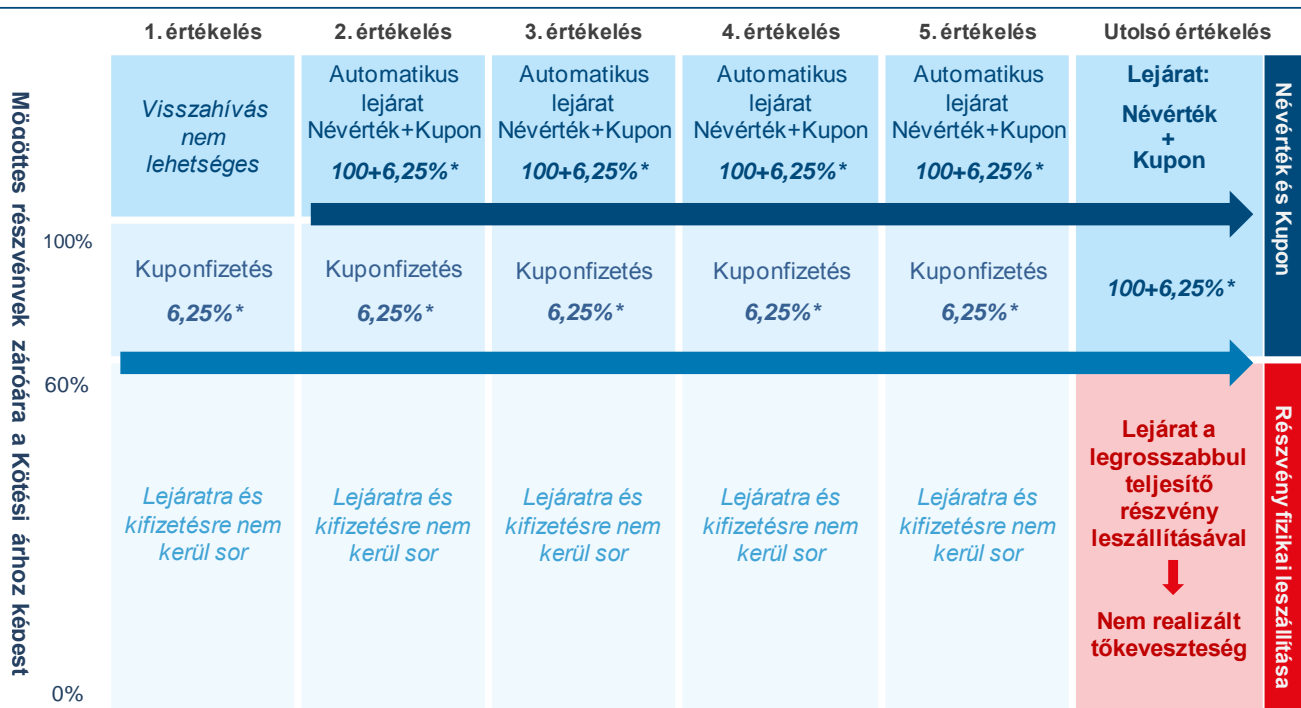 1. értékelés
2. értékelés
3. értékelés
4. értékelés
5. értékelés
Utolsó értékelés
Mögöttes részvények záróára a Kötési árhoz képest
100%
60%
0%
Visszahívás
nem
lehetséges
Automatikus
lejárat
Névérték+Kupon
100+6,25%*
Automatikus
lejárat
Névérték+Kupon
100+6,25%*
Automatikus
lejárat
Névérték+Kupon
100+6,25%*
Automatikus
lejárat
Névérték+Kupon
100+6,25%*
Lejárat:
Névérték
+
Kupon
100+6,25%*
Kuponfizetés
6,25%*
Kuponfizetés
6,25%*
Kuponfizetés
6,25%*
Kuponfizetés
6,25%*
Kuponfizetés
6,25%*
Lejáratra és
kifizetésre nem
kerül sor
Lejáratra és
kifizetésre nem
kerül sor
Lejáratra és
kifizetésre nem
kerül sor
Lejáratra és
kifizetésre nem
kerül sor
Lejáratra és
kifizetésre nem
kerül sor
Lejárat a
legrosszabbul
teljesítő
részvény
leszállításával
Nem realizált
tőkeveszteség
Névérték és Kupon
Részvény fizikai leszállítása